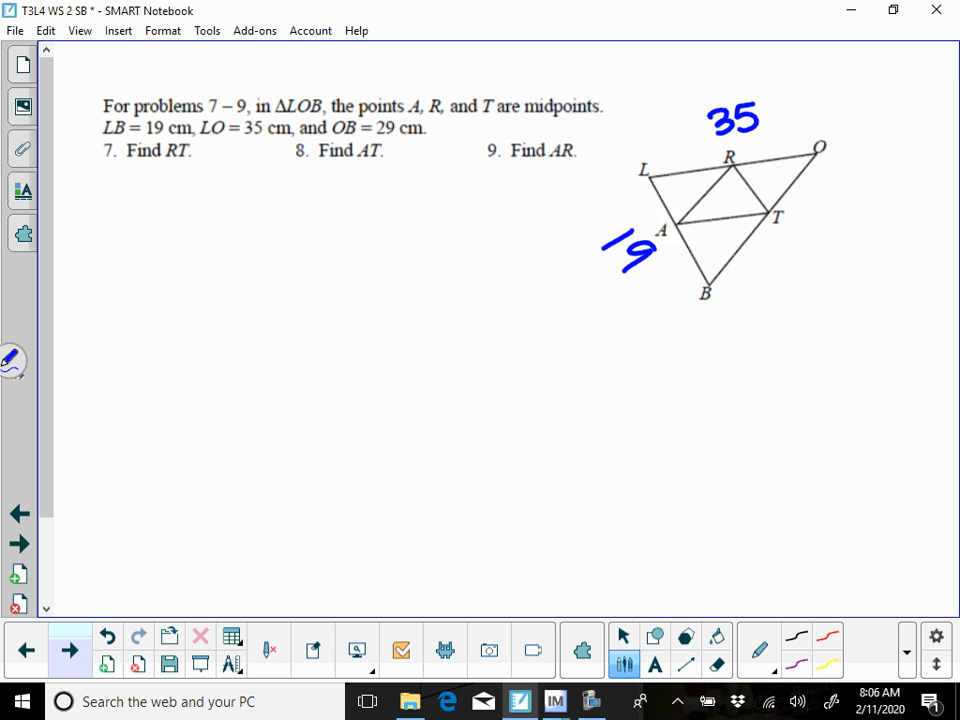 T3L4 WS 2 SB * - SMART Notebook
File Edit View Insert Format Tools Add-ons Account Help
For problems 7 – 9, in ΔLOB, the points A, R, and T are midpoints.
LB = 19 cm, LO = 35 cm, and OB = 29 cm.
7. Find RT. 8. Find AT. 9. Find AR.
35
L R O
A T
19
B
Search the web and type your PC
8:06 AM
2/11/2020